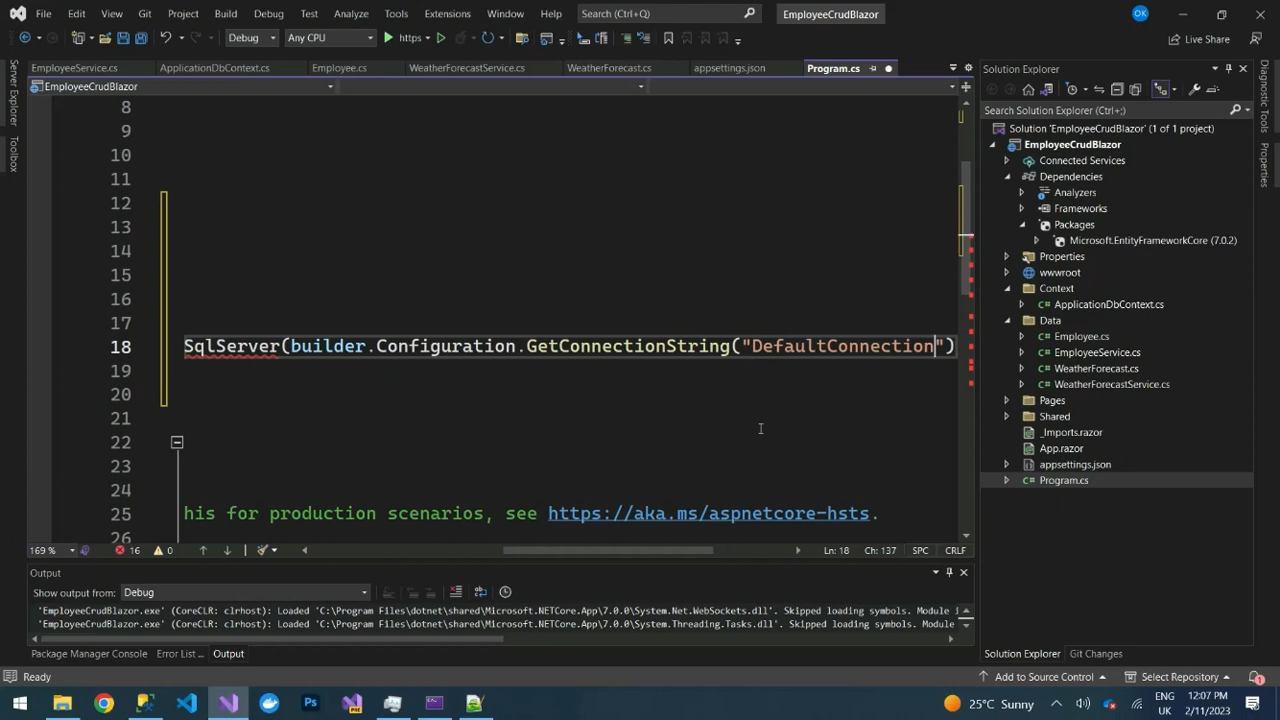 File Edit View Git Project Build Debug Test Analyze Tools Extensions Window Help Search (Ctrl+Q) EmployeeCrudBlazor OK
Debug Any CPU https Live Share
EmployeeService.cs ApplicationDbContext.cs Employee.cs WeatherForecastService.cs WeatherForecast.cs appsettings.json Program.cs
EmployeeCrudBlazor
Server Explorer
Toolbox
8
9
10
11
12
13
14
15
16
17
18 SqlServer(builder.Configuration.GetConnectionString("DefaultConnection")
19
20
21
22
23
24
25 his for production scenarios, see https://aka.ms/aspnetcore-hsts.
26
169 % 16 0 Ln: 18 Ch: 137 SPC CRLF
Output
Show output from: Debug
'EmployeeCrudBlazor.exe' (CoreCLR: clrhost): Loaded 'C:\Program Files\dotnet\shared\Microsoft.NETCore.App\7.0.0\System.Net.WebSockets.dll'. Skipped loading symbols. Module i
'EmployeeCrudBlazor.exe' (CoreCLR: clrhost): Loaded 'C:\Program Files\dotnet\shared\Microsoft.NETCore.App\7.0.0\System.Threading.Tasks.dll'. Skipped loading symbols. Module
Package Manager Console Error List ... Output
Solution Explorer
Search Solution Explorer (Ctrl+;)
Solution 'EmployeeCrudBlazor' (1 of 1 project)
EmployeeCrudBlazor
Connected Services
Dependencies
Analyzers
Frameworks
Packages
Microsoft.EntityFrameworkCore (7.0.2)
Properties
wwwroot
Context
ApplicationDbContext.cs
Data
Employee.cs
EmployeeService.cs
WeatherForecast.cs
WeatherForecastService.cs
Pages
Shared
_Imports.razor
App.razor
appsettings.json
Program.cs
Solution Explorer Git Changes
Diagnostic Tools
Properties
Ready Add to Source Control Select Repository 1
Ps 25°C Sunny ENG UK 12:07 PM 2/11/2023